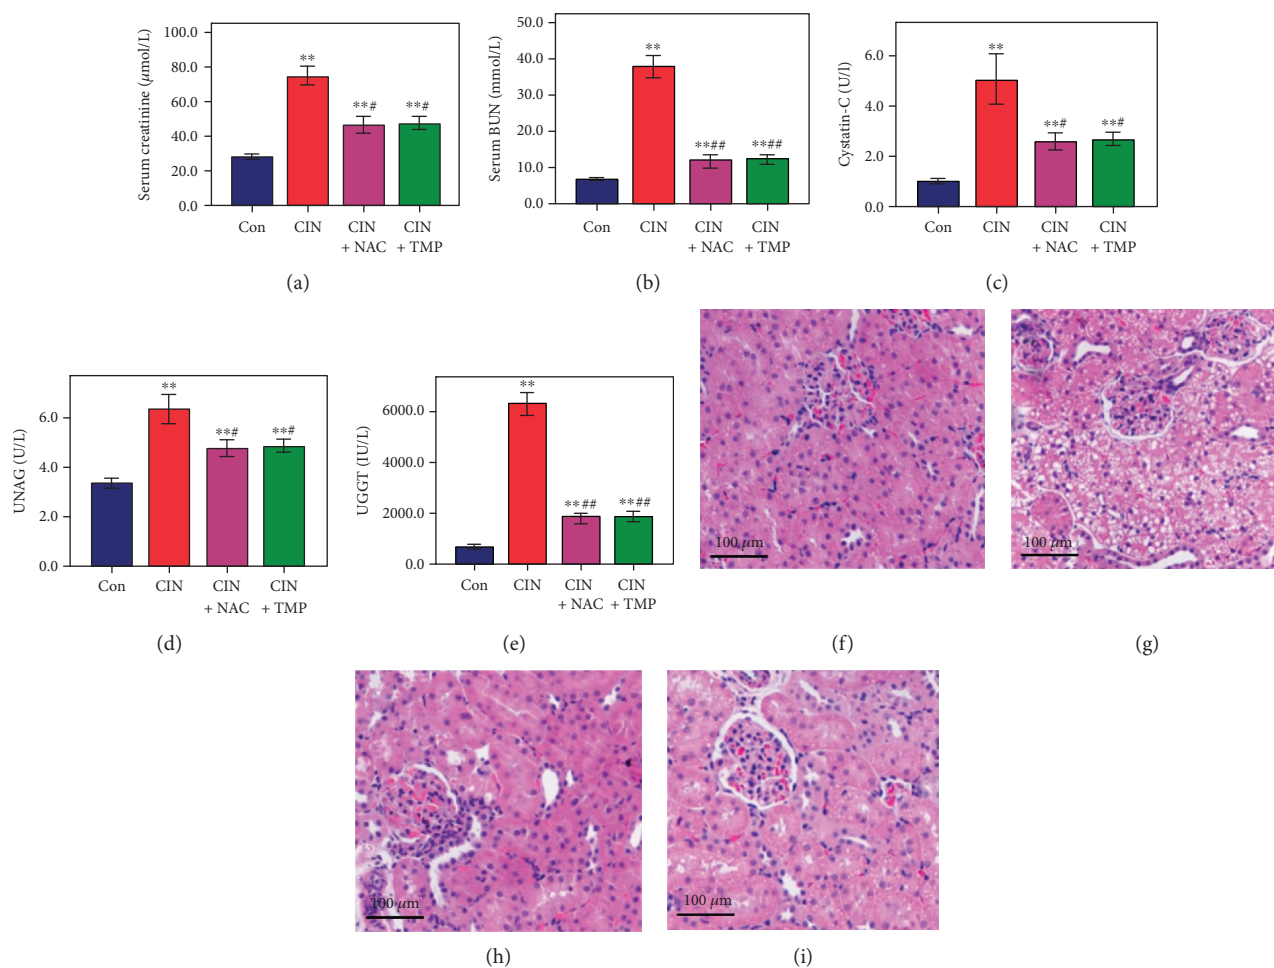 Serum creatinine (μmol/L)
100.0
80.0
60.0
40.0
20.0
0.0
**
**#
**#
Con
CIN
CIN
+ NAC
CIN
+ TMP
(a)
Serum BUN (mmol/L)
50.0
40.0
30.0
20.0
10.0
0.0
**
**##
**##
Con
CIN
CIN
+ NAC
CIN
+ TMP
(b)
Cystatin-C (U/l)
6.0
4.0
2.0
0.0
**
**#
**#
Con
CIN
CIN
+ NAC
CIN
+ TMP
(c)
UNAG (U/L)
6.0
4.0
2.0
0.0
**
**#
**#
Con
CIN
CIN
+ NAC
CIN
+ TMP
(d)
UGGT (IU/L)
6000.0
4000.0
2000.0
0.0
**
**##
**##
Con
CIN
CIN
+ NAC
CIN
+ TMP
(e)
100 μm
(f)
100 μm
(g)
100 μm
(h)
100 μm
(i)